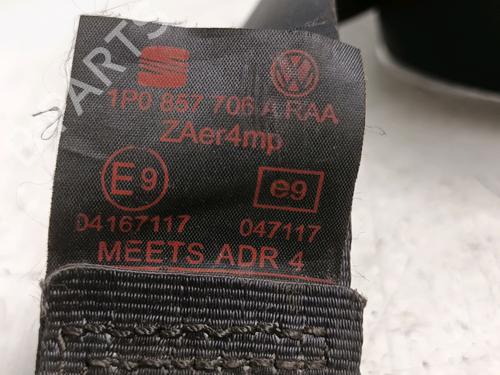 1P0 857 706 A RAA
ZAer4mp
E9 e9
04167117 047117
MEETS ADR 4